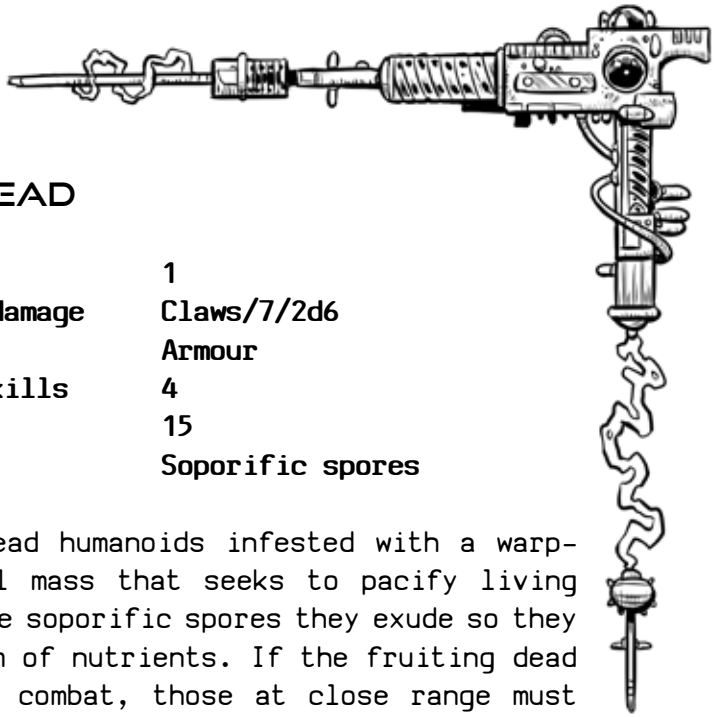 EAD
1
damage Claws/7/2d6
Armour
kills 4
15
Soporific spores
ead humanoids infested with a warp-
l mass that seeks to pacify living
e soporific spores they exude so they
m of nutrients. If the fruiting dead
combat, those at close range must